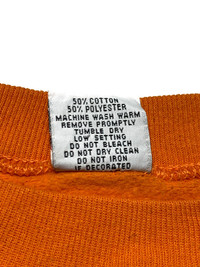 50% COTTON
50% POLYESTER
MACHINE WASH WARM
REMOVE PROMPTLY
TUMBLE DRY
LOW SETTING
DO NOT BLEACH
DO NOT DRY CLEAN
DO NOT IRON
IF DECORATED